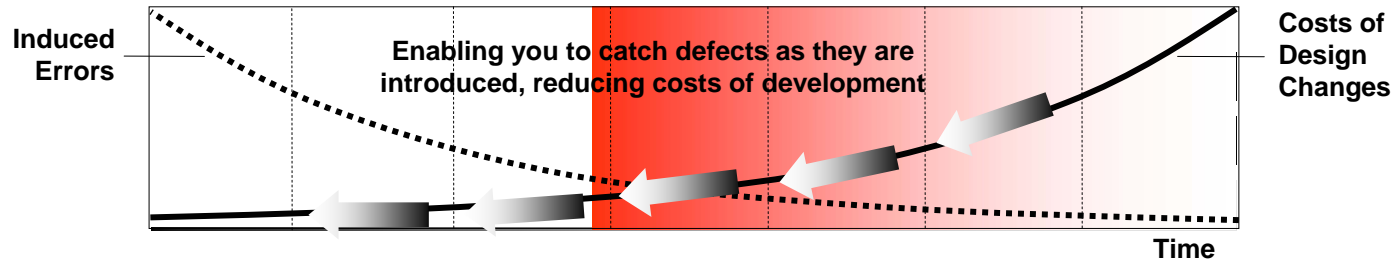 Induced
Errors
Enabling you to catch defects as they are
introduced, reducing costs of development
Costs of
Design
Changes
Time